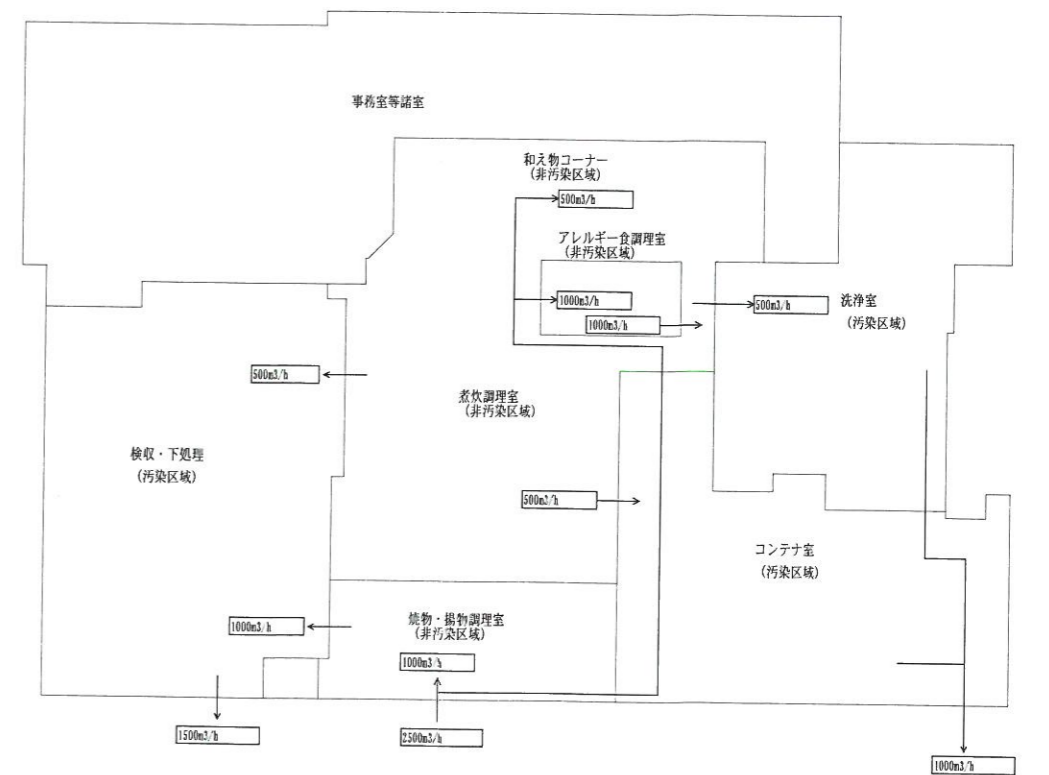 事務室等諸室
和え物コーナー
(非汚染区域)
500m3/h
アレルギー食調理室
(非汚染区域)
1000m3/h
1000m3/h
500m3/h
洗浄室
(汚染区域)
500m3/h
煮炊調理室
(非汚染区域)
検収・下処理
(汚染区域)
500m3/h
コンテナ室
(汚染区域)
焼物・揚物調理室
(非汚染区域)
1000m3/h
1000m3/h
1500m3/h
2500m3/h
1000m3/h